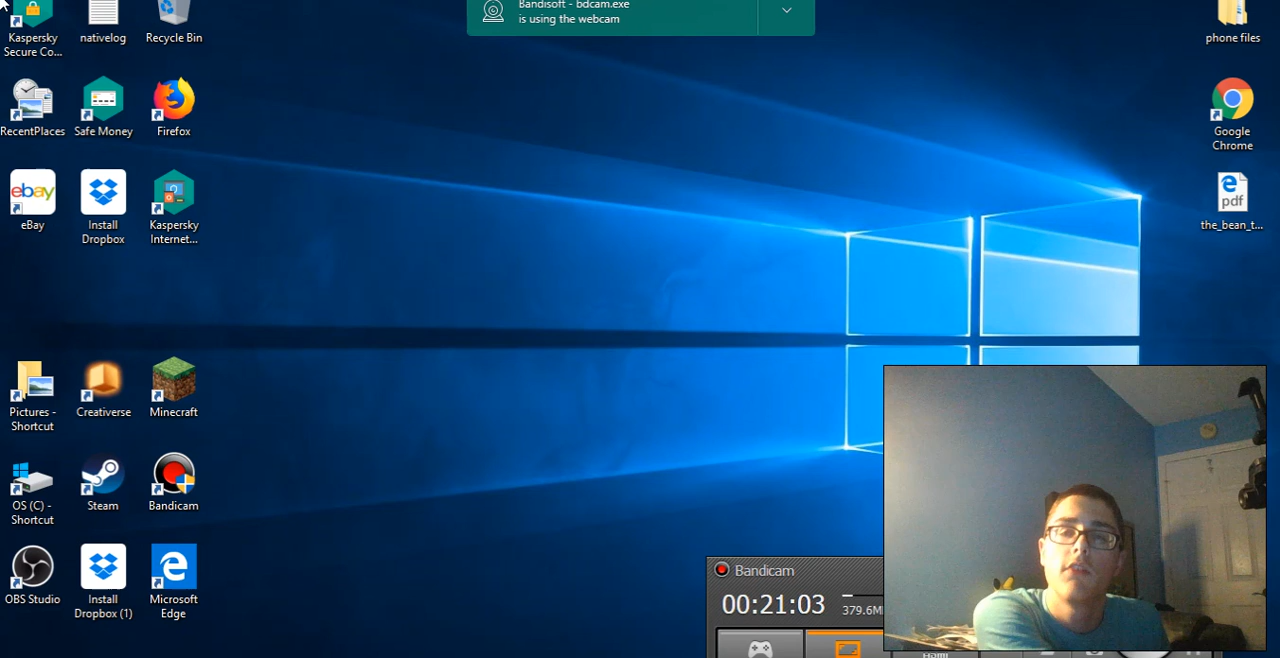 Bandisoft - bdcam.exe
is using the webcam
Kaspersky
Secure Co...
nativelog
Recycle Bin
phone files
RecentPlaces
Safe Money
Firefox
Google
Chrome
ebay
eBay
Install
Dropbox
Kaspersky
Internet...
pdf
the_bean_t...
Pictures -
Shortcut
Creativerse
Minecraft
OS (C) -
Shortcut
Steam
Bandicam
OBS Studio
Install
Dropbox (1)
Microsoft
Edge
Bandicam
00:21:03